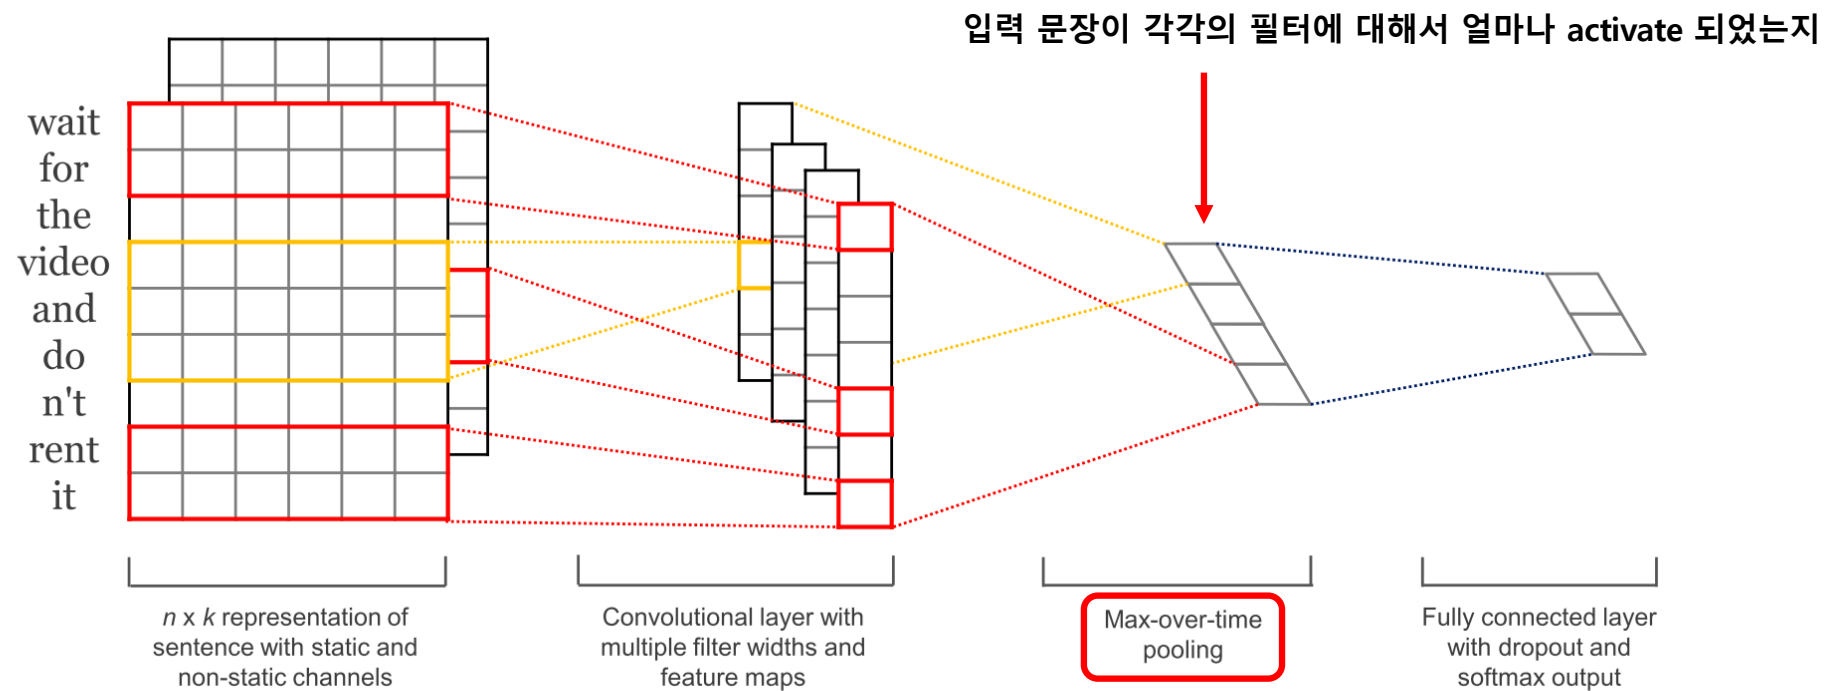 입력 문장이 각각의 필터에 대해서 얼마나 activate 되었는지
wait
for
the
video
and
do
n't
rent
it
n x k representation of
sentence with static and
non-static channels
Convolutional layer with
multiple filter widths and
feature maps
Max-over-time
pooling
Fully connected layer
with dropout and
softmax output